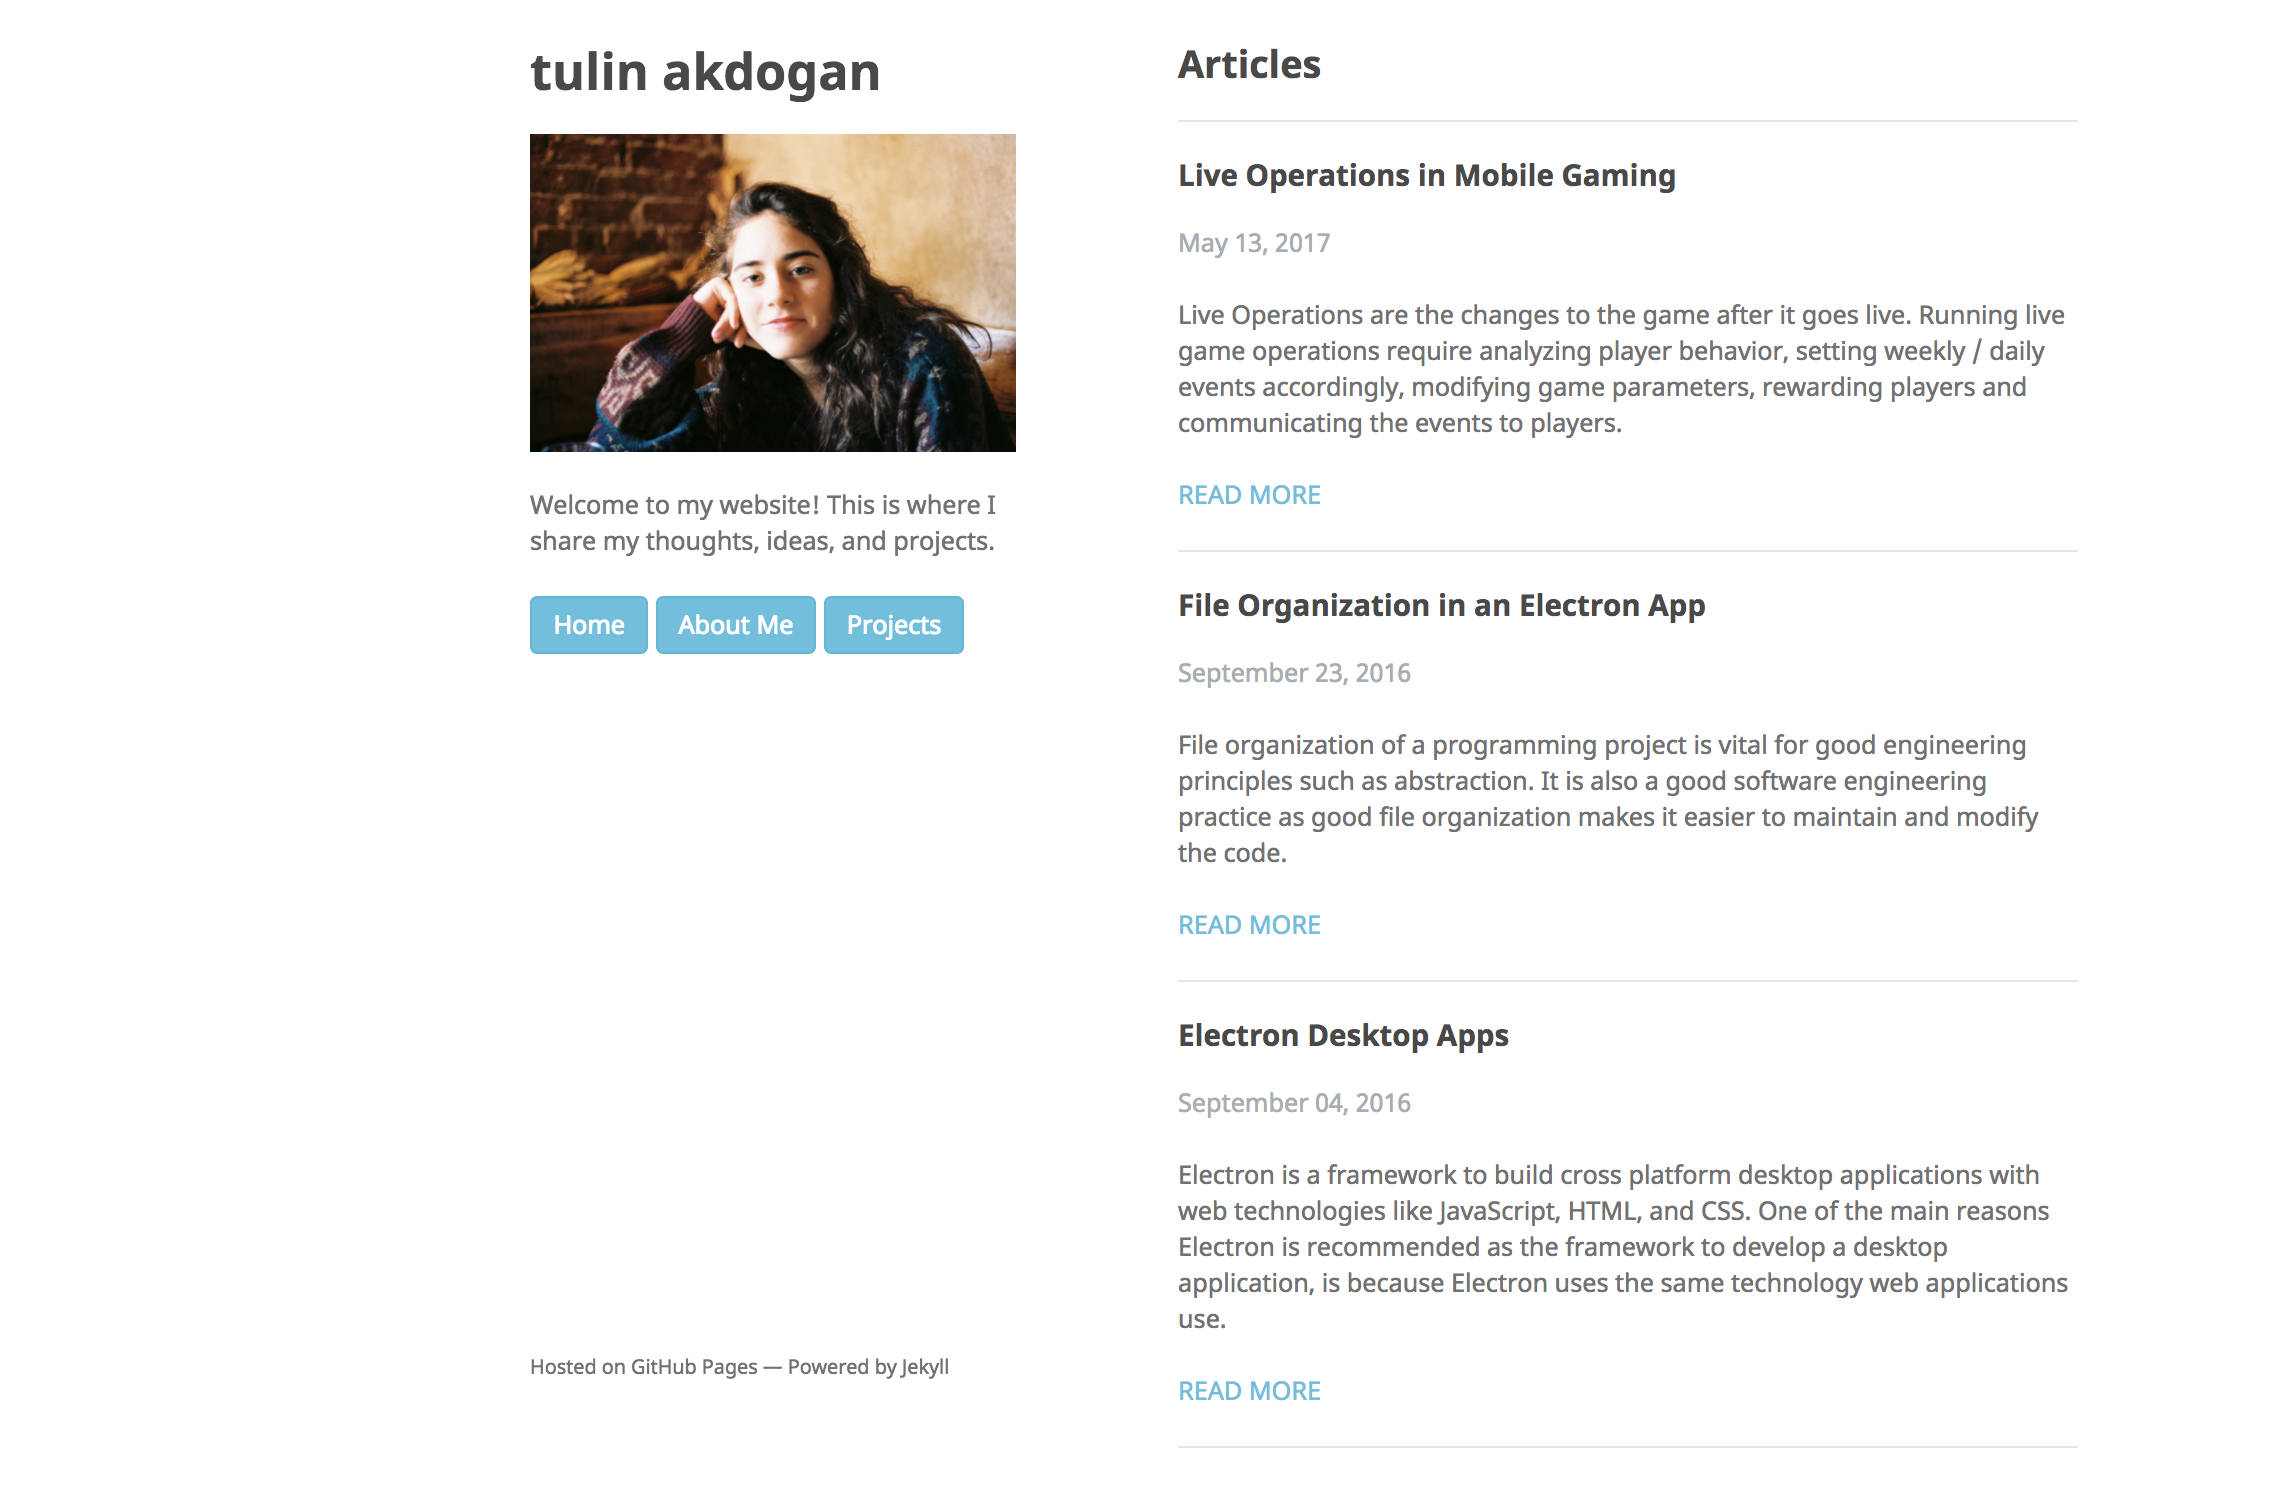 tulin akdogan
Welcome to my website! This is where I
share my thoughts, ideas, and projects.
Home About Me Projects
Hosted on GitHub Pages — Powered by Jekyll
Articles
Live Operations in Mobile Gaming
May 13, 2017
Live Operations are the changes to the game after it goes live. Running live
game operations require analyzing player behavior, setting weekly / daily
events accordingly, modifying game parameters, rewarding players and
communicating the events to players.
READ MORE
File Organization in an Electron App
September 23, 2016
File organization of a programming project is vital for good engineering
principles such as abstraction. It is also a good software engineering
practice as good file organization makes it easier to maintain and modify
the code.
READ MORE
Electron Desktop Apps
September 04, 2016
Electron is a framework to build cross platform desktop applications with
web technologies like JavaScript, HTML, and CSS. One of the main reasons
Electron is recommended as the framework to develop a desktop
application, is because Electron uses the same technology web applications
use.
READ MORE